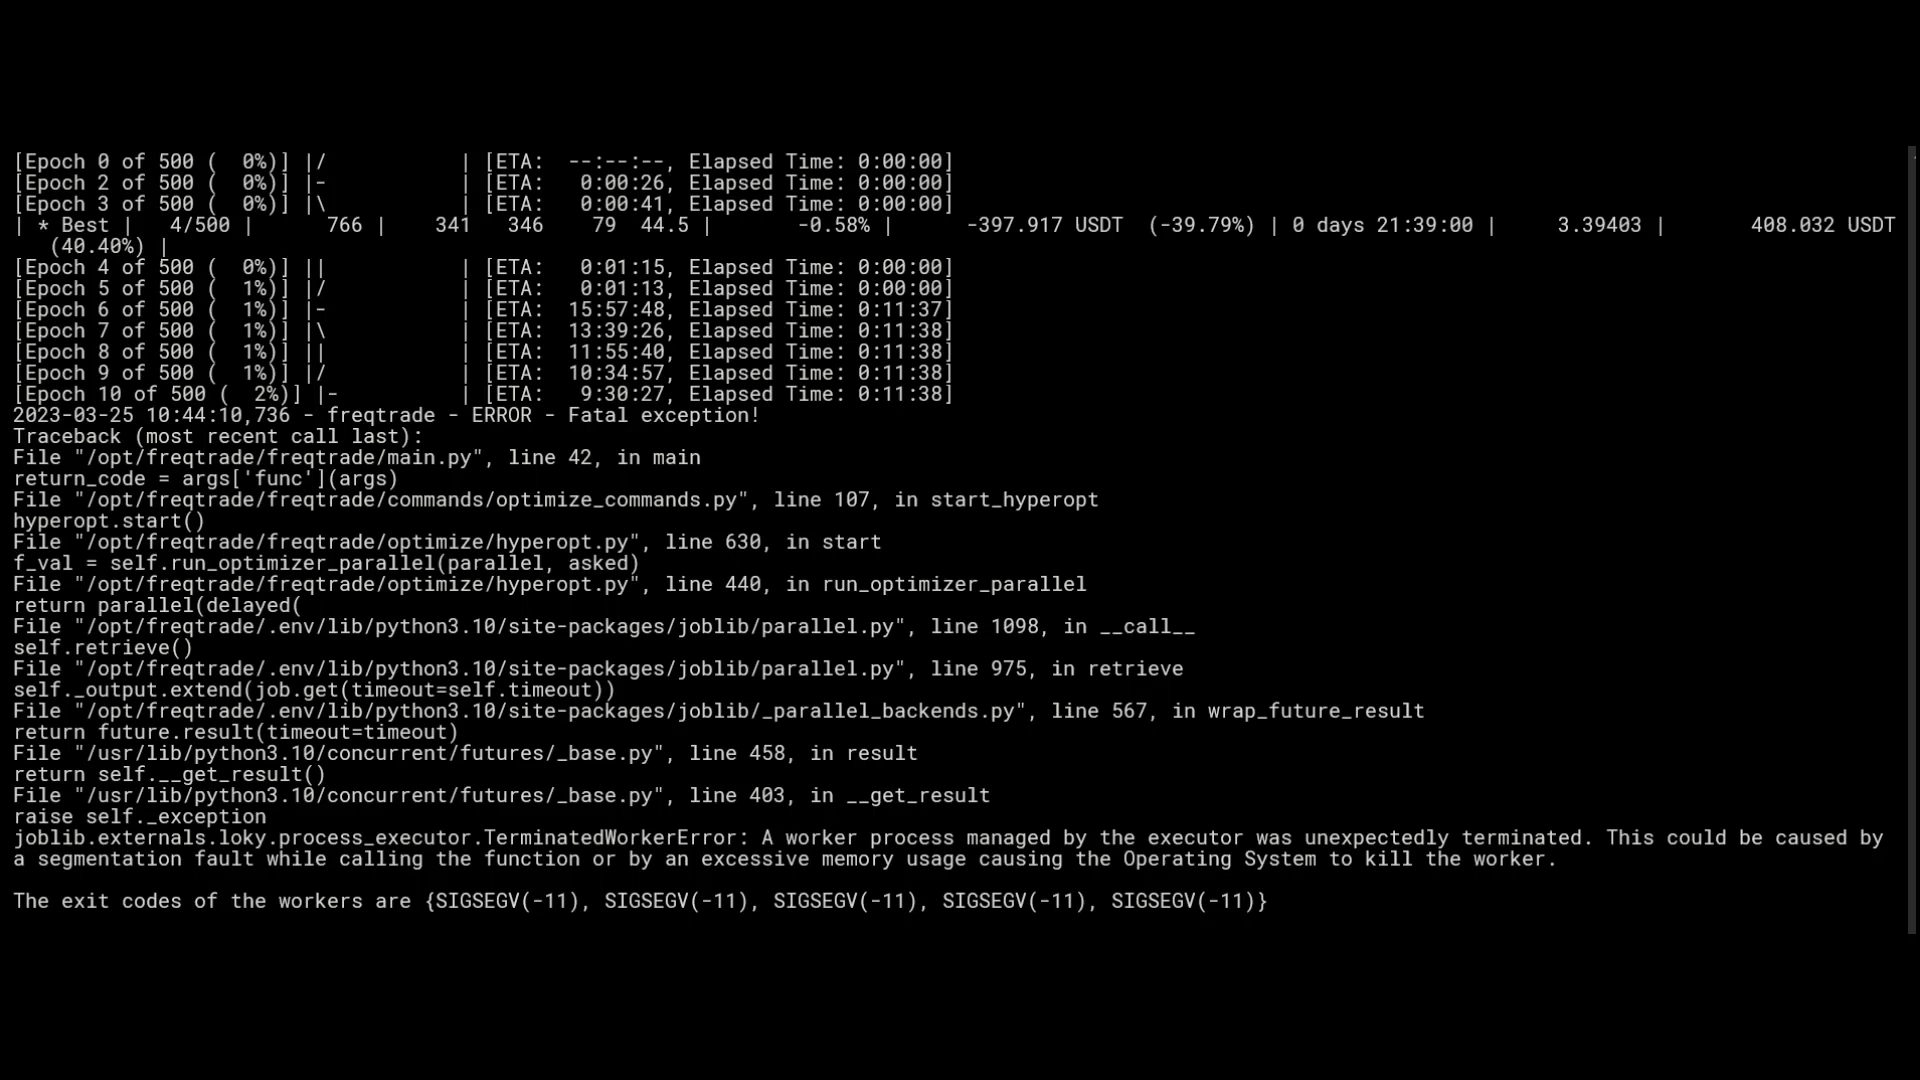 [Epoch 0 of 500 (  0%)] |/           | [ETA:  --:--:--, Elapsed Time: 0:00:00]
[Epoch 2 of 500 (  0%)] |-           | [ETA:   0:00:26, Elapsed Time: 0:00:00]
[Epoch 3 of 500 (  0%)] |\           | [ETA:   0:00:41, Elapsed Time: 0:00:00]
| * Best |   4/500 |      766 |    341   346    79  44.5 |       -0.58% |      -397.917 USDT  (-39.79%) | 0 days 21:39:00 |     3.39403 |       408.032 USDT
   (40.40%) |
[Epoch 4 of 500 (  0%)] ||           | [ETA:   0:01:15, Elapsed Time: 0:00:00]
[Epoch 5 of 500 (  1%)] |/           | [ETA:   0:01:13, Elapsed Time: 0:00:00]
[Epoch 6 of 500 (  1%)] |-           | [ETA:  15:57:48, Elapsed Time: 0:11:37]
[Epoch 7 of 500 (  1%)] |\           | [ETA:  13:39:26, Elapsed Time: 0:11:38]
[Epoch 8 of 500 (  1%)] ||           | [ETA:  11:55:40, Elapsed Time: 0:11:38]
[Epoch 9 of 500 (  1%)] |/           | [ETA:  10:34:57, Elapsed Time: 0:11:38]
[Epoch 10 of 500 (  2%)] |-          | [ETA:   9:30:27, Elapsed Time: 0:11:38]
2023-03-25 10:44:10,736 - freqtrade - ERROR - Fatal exception!
Traceback (most recent call last):
File "/opt/freqtrade/freqtrade/main.py", line 42, in main
return_code = args['func'](args)
File "/opt/freqtrade/freqtrade/commands/optimize_commands.py", line 107, in start_hyperopt
hyperopt.start()
File "/opt/freqtrade/freqtrade/optimize/hyperopt.py", line 630, in start
f_val = self.run_optimizer_parallel(parallel, asked)
File "/opt/freqtrade/freqtrade/optimize/hyperopt.py", line 440, in run_optimizer_parallel
return parallel(delayed(
File "/opt/freqtrade/.env/lib/python3.10/site-packages/joblib/parallel.py", line 1098, in __call__
self.retrieve()
File "/opt/freqtrade/.env/lib/python3.10/site-packages/joblib/parallel.py", line 975, in retrieve
self._output.extend(job.get(timeout=self.timeout))
File "/opt/freqtrade/.env/lib/python3.10/site-packages/joblib/_parallel_backends.py", line 567, in wrap_future_result
return future.result(timeout=timeout)
File "/usr/lib/python3.10/concurrent/futures/_base.py", line 458, in result
return self.__get_result()
File "/usr/lib/python3.10/concurrent/futures/_base.py", line 403, in __get_result
raise self._exception
joblib.externals.loky.process_executor.TerminatedWorkerError: A worker process managed by the executor was unexpectedly terminated. This could be caused by
a segmentation fault while calling the function or by an excessive memory usage causing the Operating System to kill the worker.
The exit codes of the workers are {SIGSEGV(-11), SIGSEGV(-11), SIGSEGV(-11), SIGSEGV(-11), SIGSEGV(-11)}